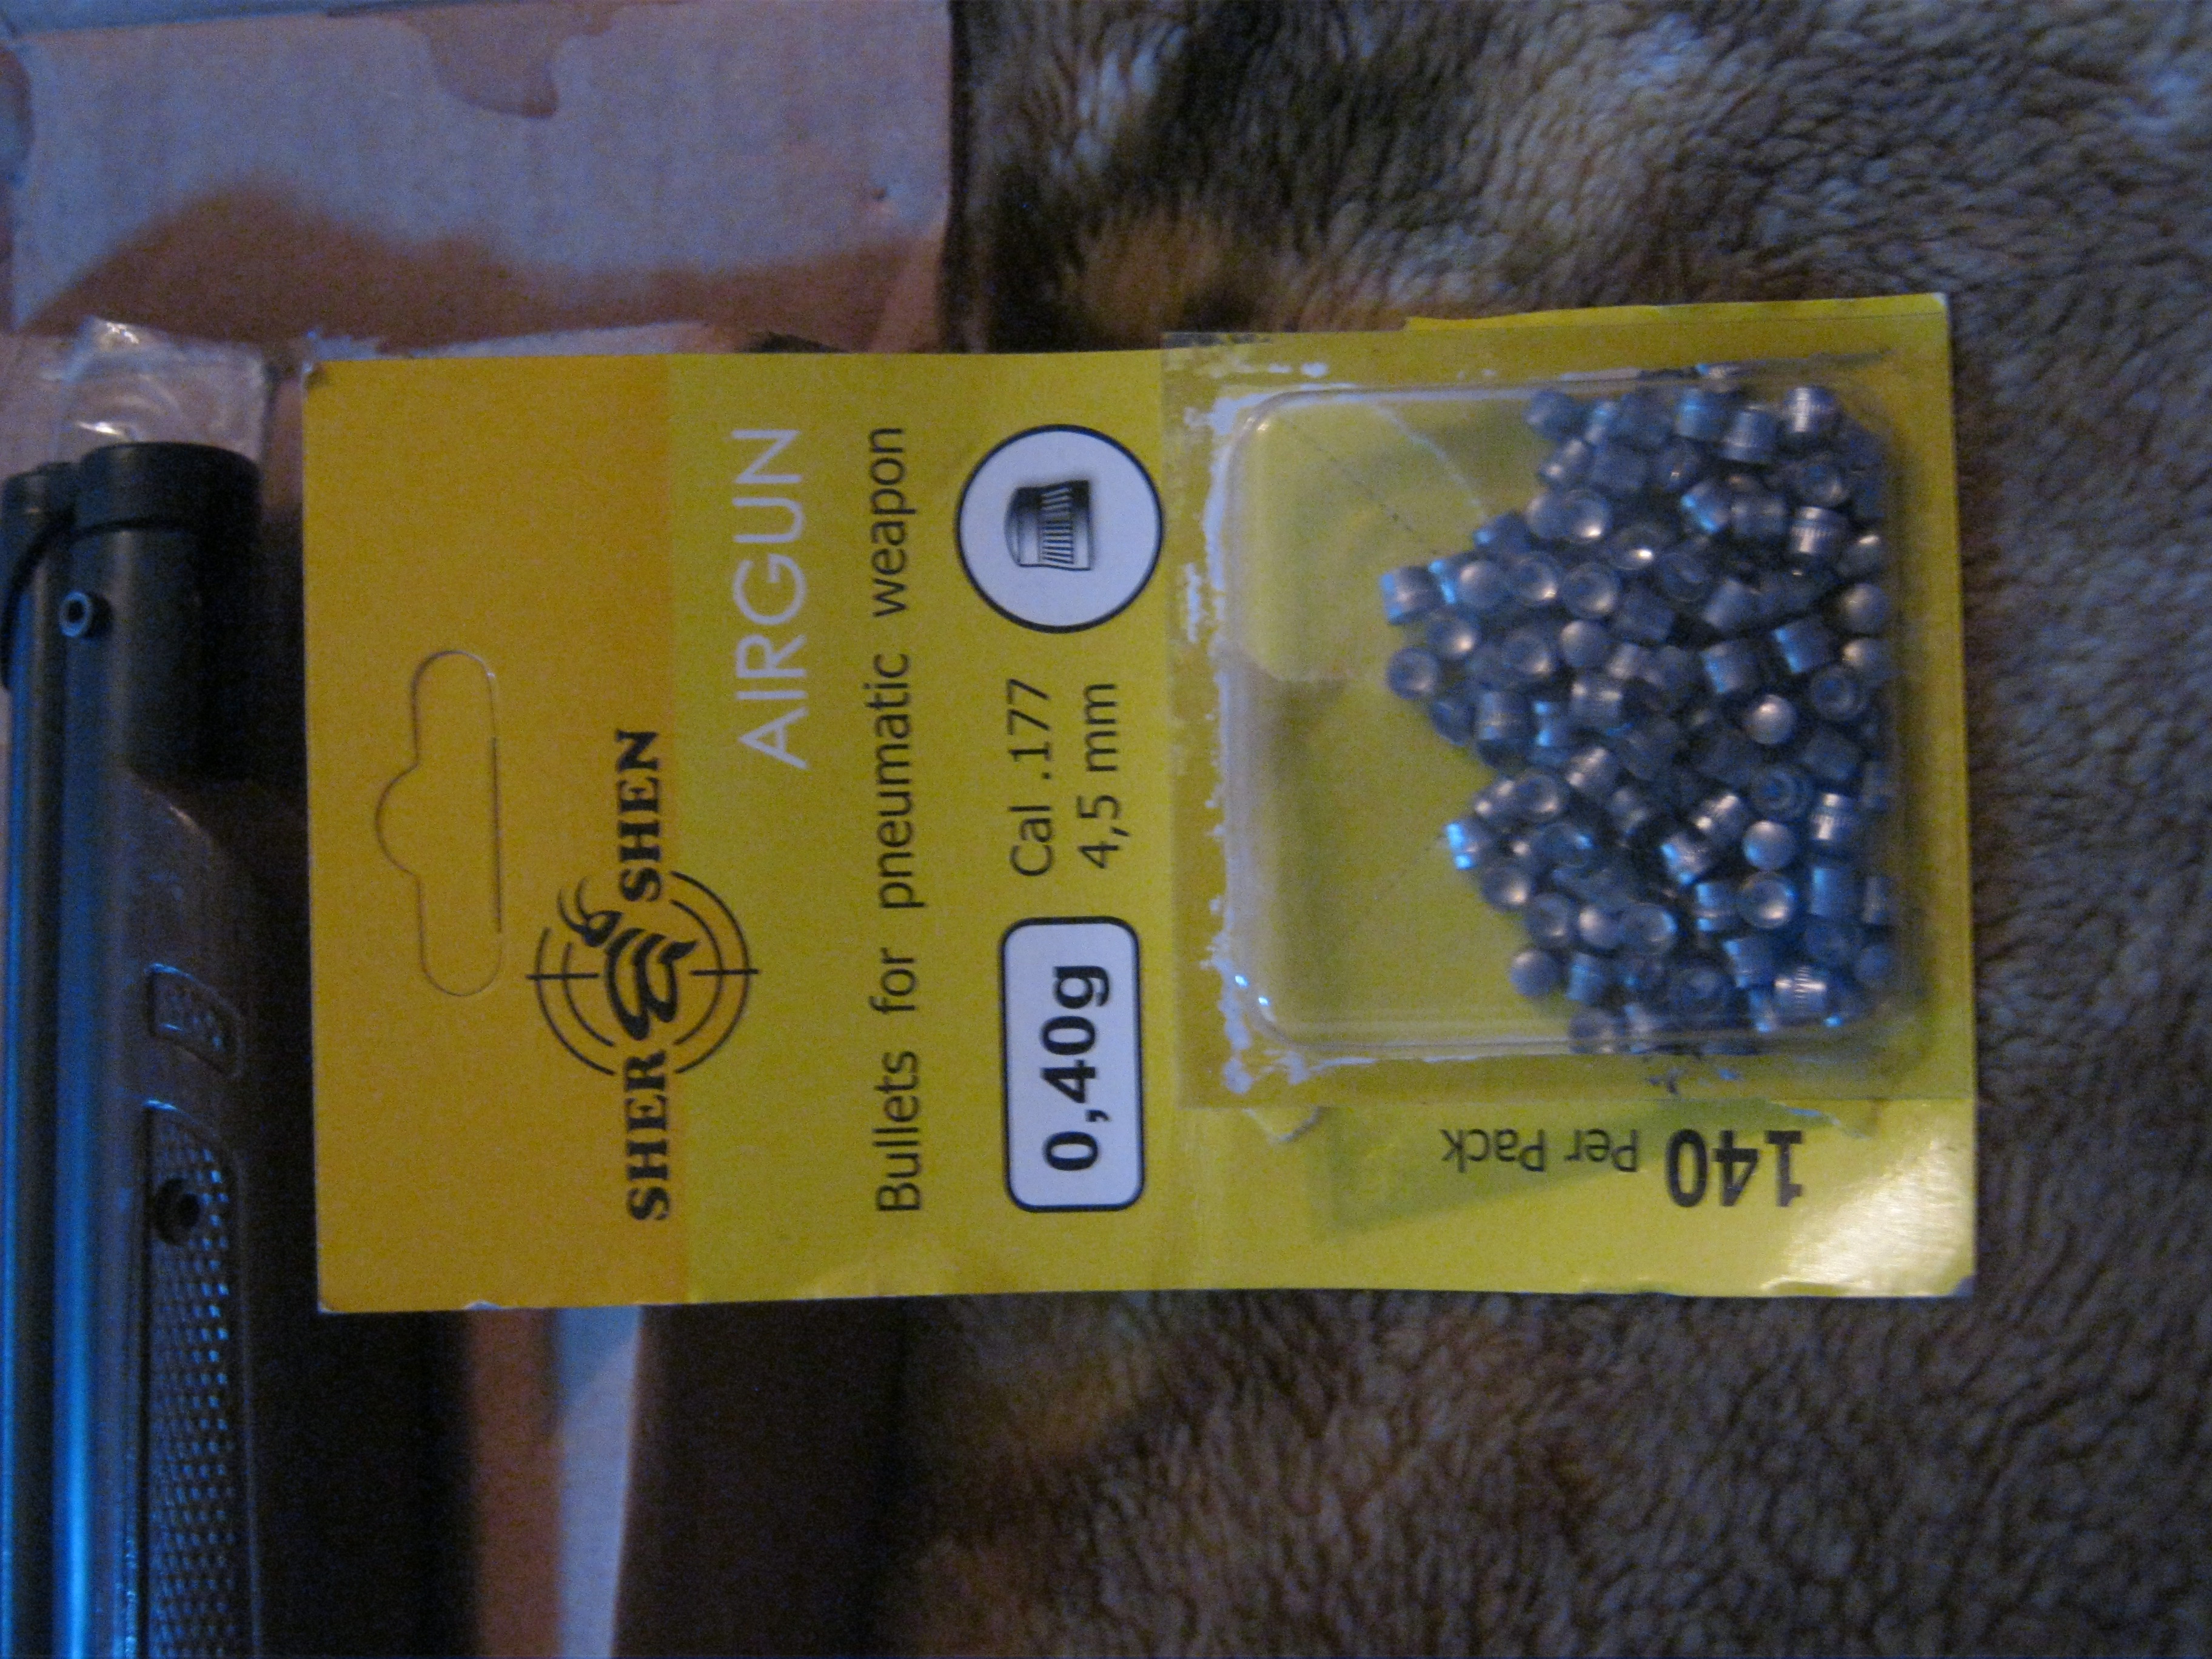 SHER SHEN
AIRGUN
Bullets for pneumatic weapon
0,40g
Cal .177
4,5 mm
140 Per Pack